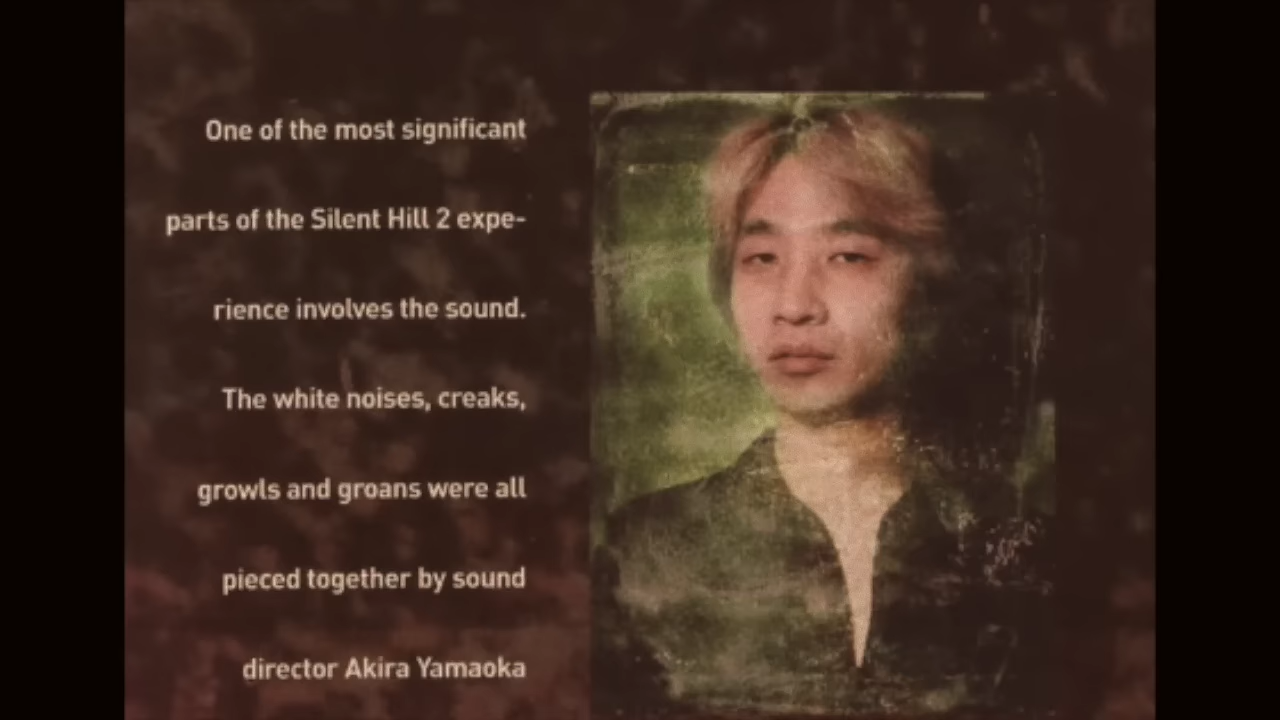 One of the most significant
parts of the Silent Hill 2 expe-
rience involves the sound.
The white noises, creaks,
growls and groans were all
pieced together by sound
director Akira Yamaoka